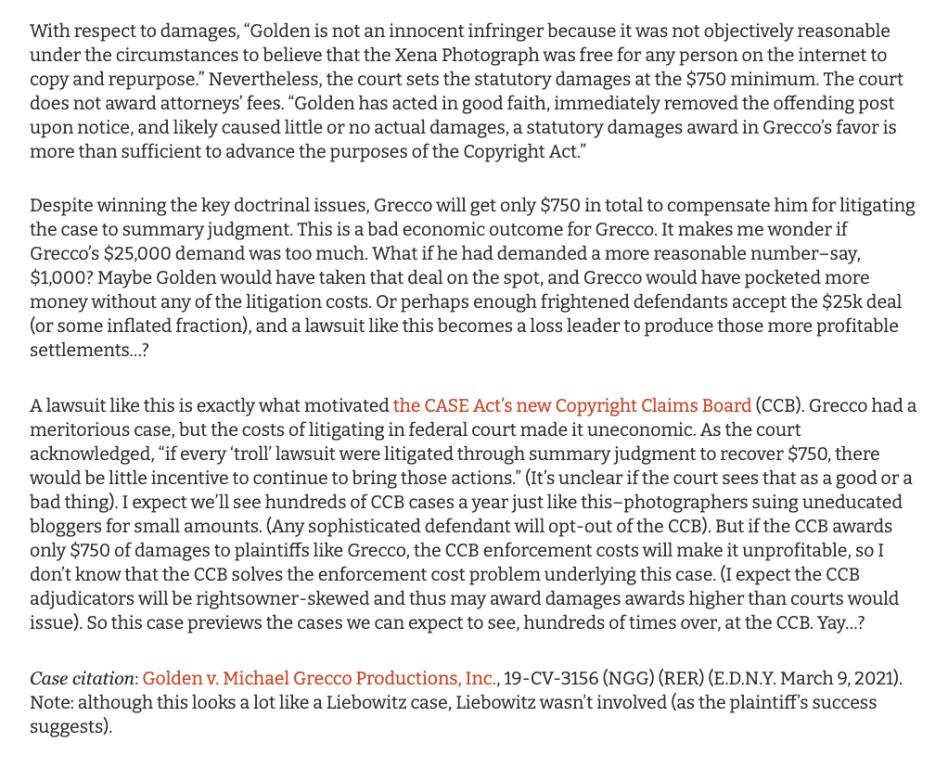 With respect to damages, “Golden is not an innocent infringer because it was not objectively reasonable
under the circumstances to believe that the Xena Photograph was free for any person on the internet to
copy and repurpose.” Nevertheless, the court sets the statutory damages at the $750 minimum. The court
does not award attorneys’ fees. “Golden has acted in good faith, immediately removed the offending post
upon notice, and likely caused little or no actual damages, a statutory damages award in Grecco’s favor is
more than sufficient to advance the purposes of the Copyright Act.”
Despite winning the key doctrinal issues, Grecco will get only $750 in total to compensate him for litigating
the case to summary judgment. This is a bad economic outcome for Grecco. It makes me wonder if
Grecco’s $25,000 demand was too much. What if he had demanded a more reasonable number–say,
$1,000? Maybe Golden would have taken that deal on the spot, and Grecco would have pocketed more
money without any of the litigation costs. Or perhaps enough frightened defendants accept the $25k deal
(or some inflated fraction), and a lawsuit like this becomes a loss leader to produce those more profitable
settlements…?
A lawsuit like this is exactly what motivated the CASE Act’s new Copyright Claims Board (CCB). Grecco had a
meritorious case, but the costs of litigating in federal court made it uneconomic. As the court
acknowledged, “if every ‘troll’ lawsuit were litigated through summary judgment to recover $750, there
would be little incentive to continue to bring those actions.” (It’s unclear if the court sees that as a good or a
bad thing). I expect we’ll see hundreds of CCB cases a year just like this–photographers suing uneducated
bloggers for small amounts. (Any sophisticated defendant will opt-out of the CCB). But if the CCB awards
only $750 of damages to plaintiffs like Grecco, the CCB enforcement costs will make it unprofitable, so I
don’t know that the CCB solves the enforcement cost problem underlying this case. (I expect the CCB
adjudicators will be rightsowner-skewed and thus may award damages awards higher than courts would
issue). So this case previews the cases we can expect to see, hundreds of times over, at the CCB. Yay…?
Case citation: Golden v. Michael Grecco Productions, Inc., 19-CV-3156 (NGG) (RER) (E.D.N.Y. March 9, 2021).
Note: although this looks a lot like a Liebowitz case, Liebowitz wasn’t involved (as the plaintiff’s success
suggests).